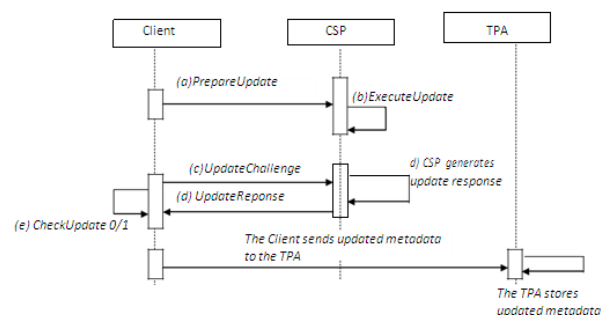 Client
CSP
TPA
(a)PrepareUpdate
(b)ExecuteUpdate
(c)UpdateChallenge
d) CSP generates
update response
(d) UpdateReponse
(e) CheckUpdate 0/1
The Client sends updated metadata
to the TPA
The TPA stores
updated metadata